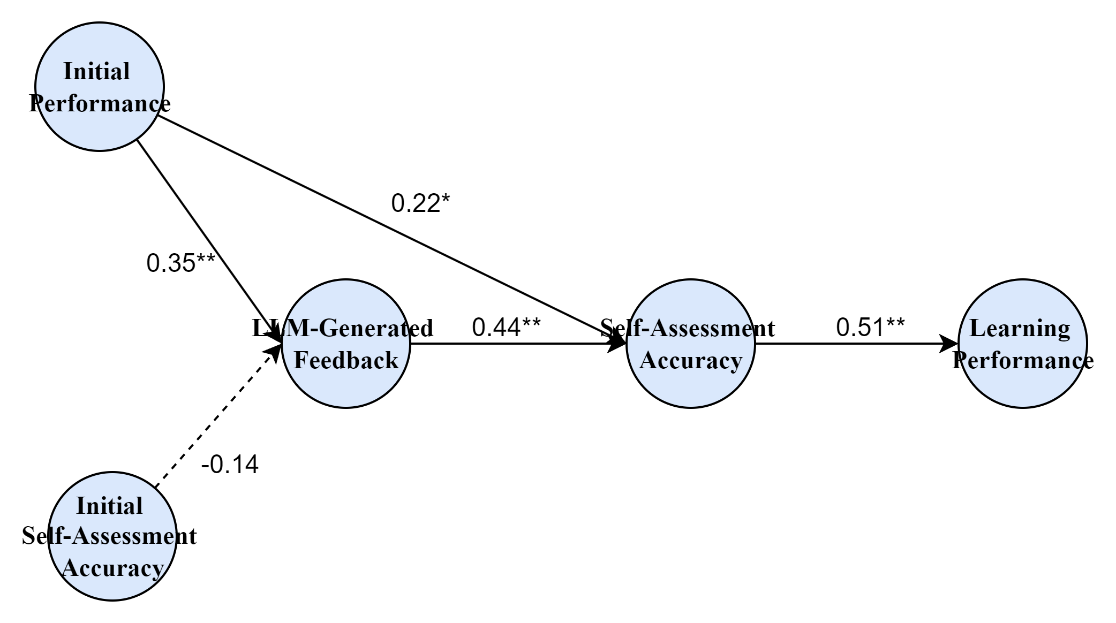 Initial
Performance
0.22*
0.35**
LLM-Generated
Feedback
0.44**
Self-Assessment
Accuracy
0.51**
Learning
Performance
-0.14
Initial
Self-Assessment
Accuracy